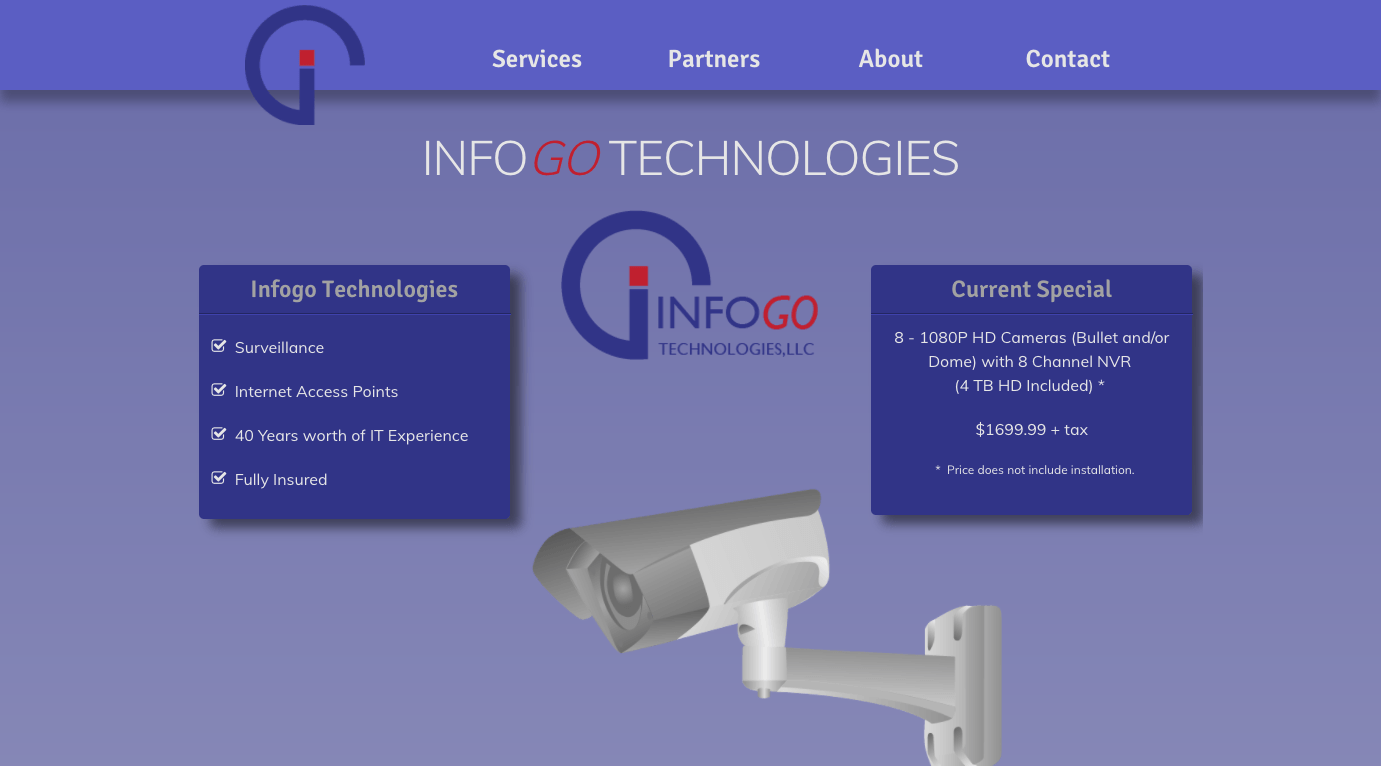 Services Partners About Contact
INFOGO TECHNOLOGIES
INFOGO
TECHNOLOGIES,LLC
Infogo Technologies
Surveillance
Internet Access Points
40 Years worth of IT Experience
Fully Insured
Current Special
8 - 1080P HD Cameras (Bullet and/or
Dome) with 8 Channel NVR
(4 TB HD Included) *
$1699.99 + tax
* Price does not include installation.